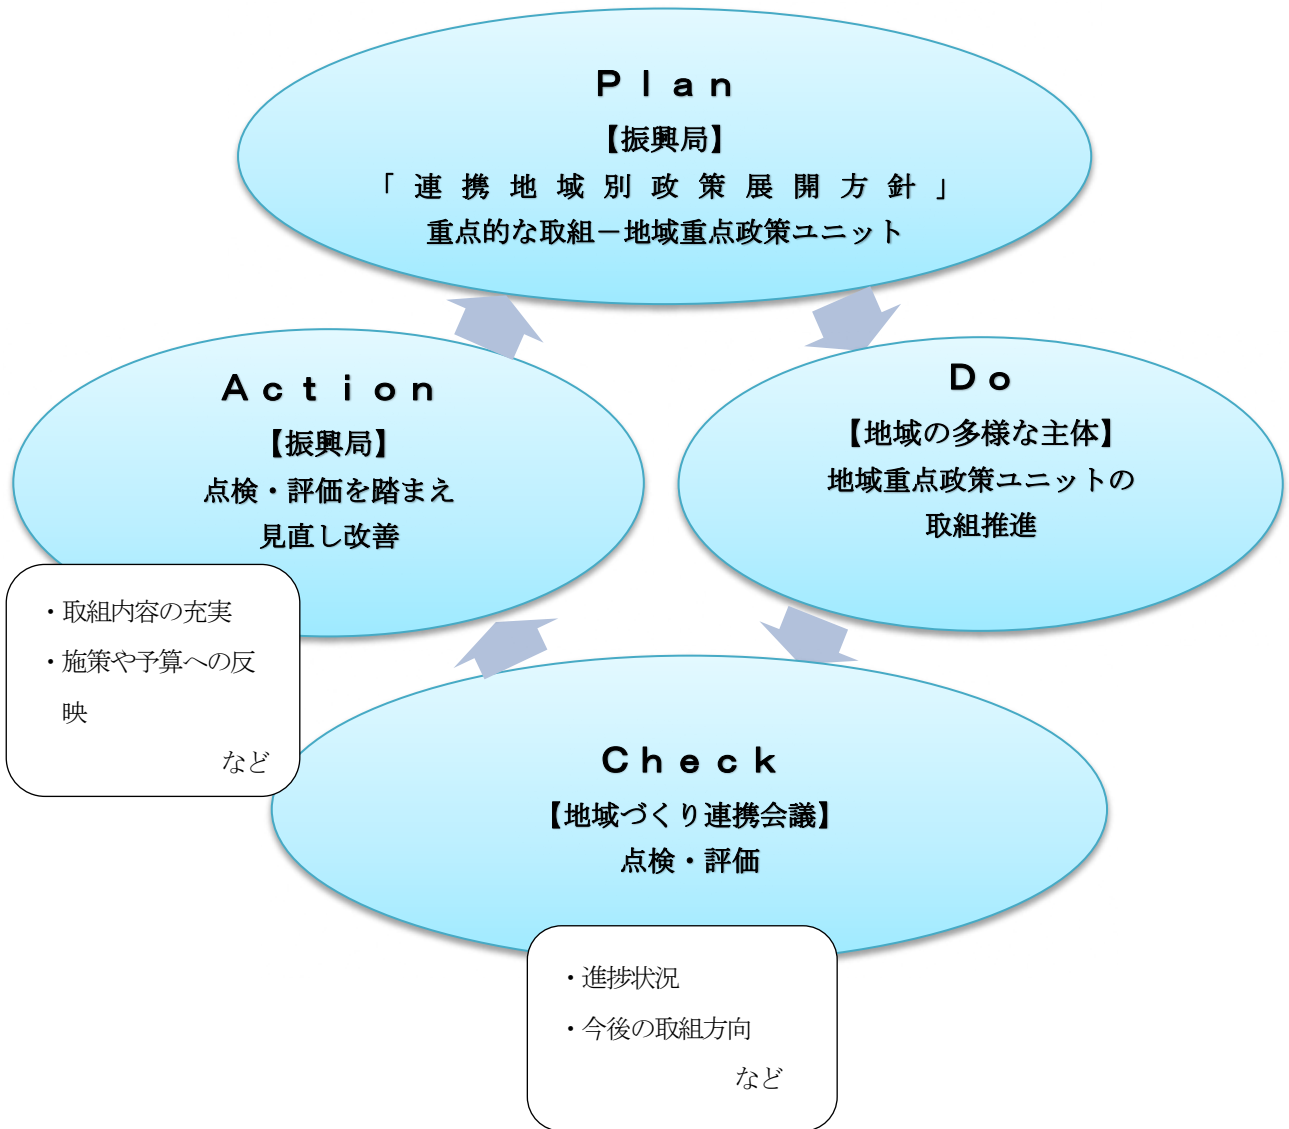 Ｐｌａｎ
【振興局】
「連携地域別政策展開方針」
重点的な取組－地域重点政策ユニット
Ｄｏ
【地域の多様な主体】
地域重点政策ユニットの
取組推進
Ｃｈｅｃｋ
【地域づくり連携会議】
点検・評価
・進捗状況
・今後の取組方向
など
Ａｃｔｉｏｎ
【振興局】
点検・評価を踏まえ
見直し改善
・取組内容の充実
・施策や予算への反
映
など